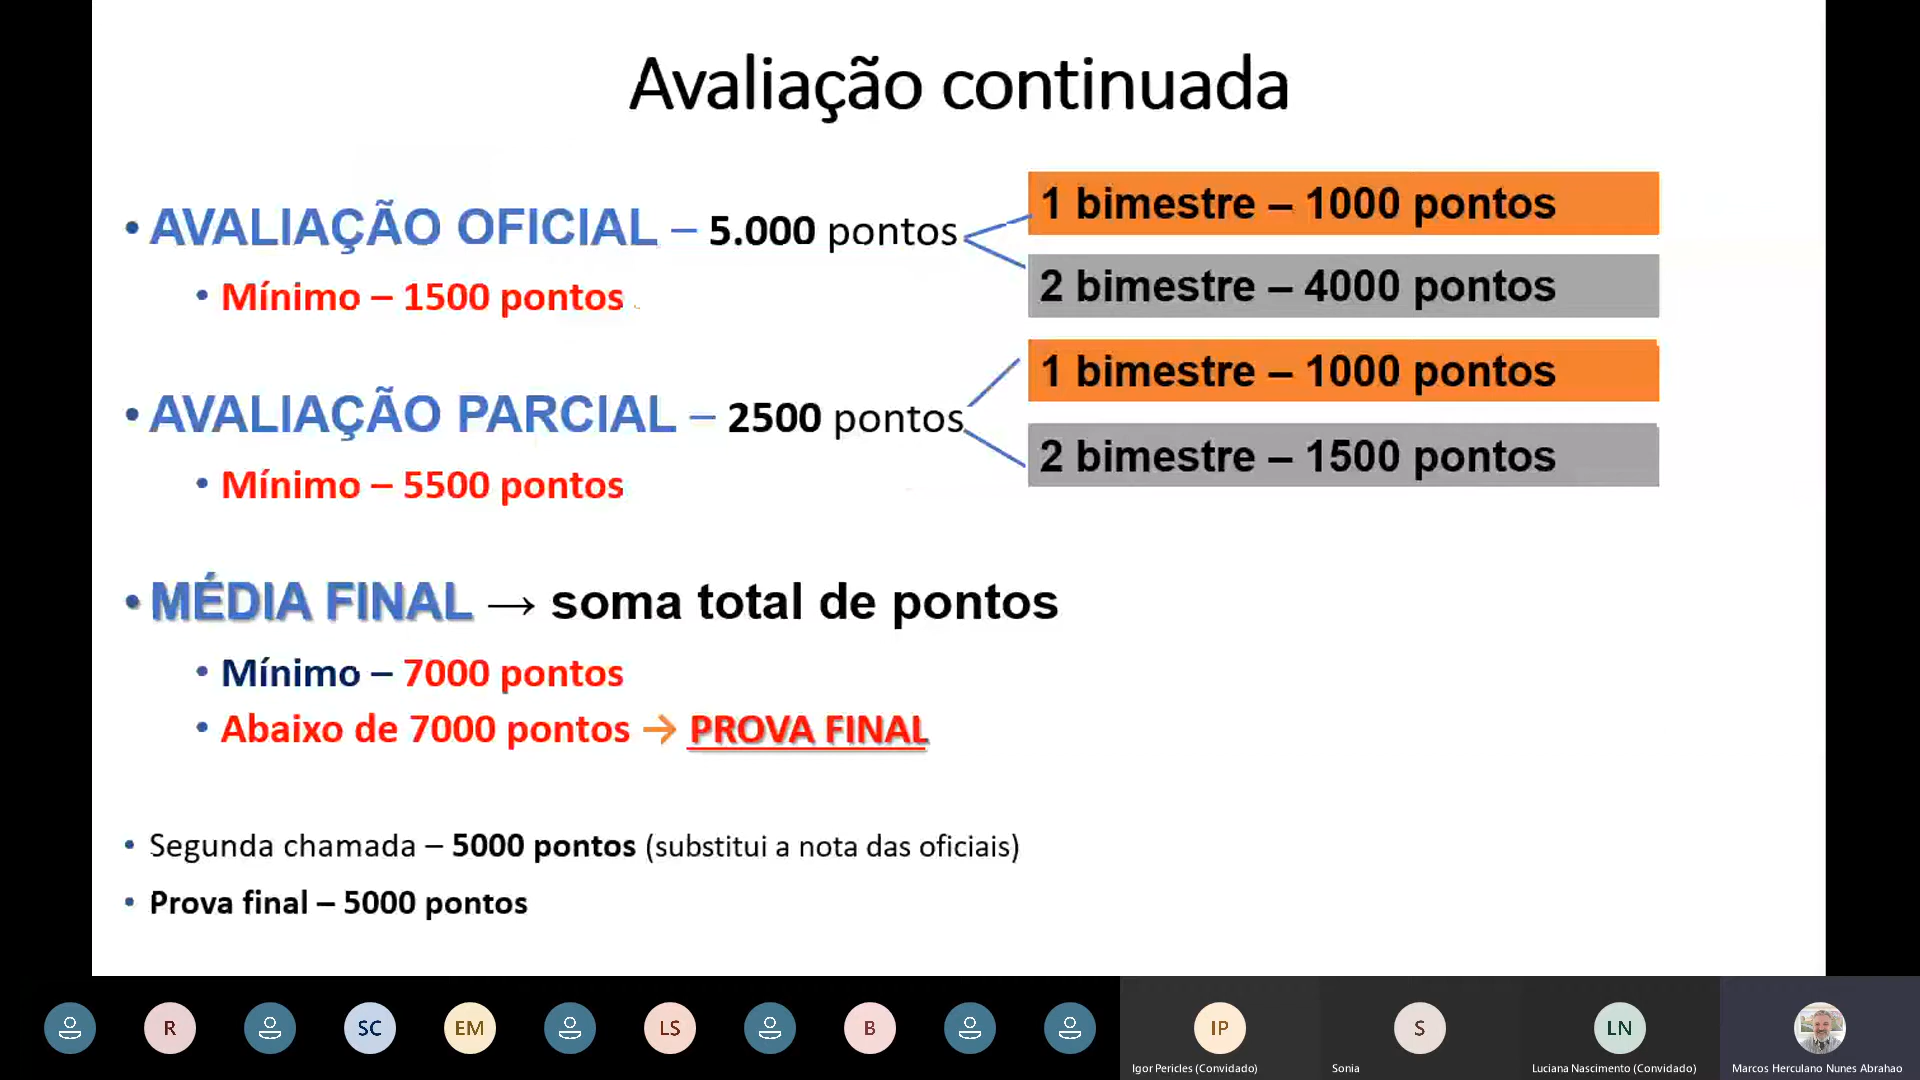 Avaliação continuada
• AVALIAÇÃO OFICIAL – 5.000 pontos
1 bimestre – 1000 pontos
2 bimestre – 4000 pontos
• Mínimo – 1500 pontos
• AVALIAÇÃO PARCIAL – 2500 pontos
1 bimestre – 1000 pontos
2 bimestre – 1500 pontos
• Mínimo – 5500 pontos
• MÉDIA FINAL → soma total de pontos
• Mínimo – 7000 pontos
• Abaixo de 7000 pontos → PROVA FINAL
• Segunda chamada – 5000 pontos (substitui a nota das oficiais)
• Prova final – 5000 pontos
R
SC
EM
LS
B
IP
S
LN
Igor Pericles (Convidado)
Sonia
Luciana Nascimento (Convidado)
Marcos Herculano Nunes Abrahao